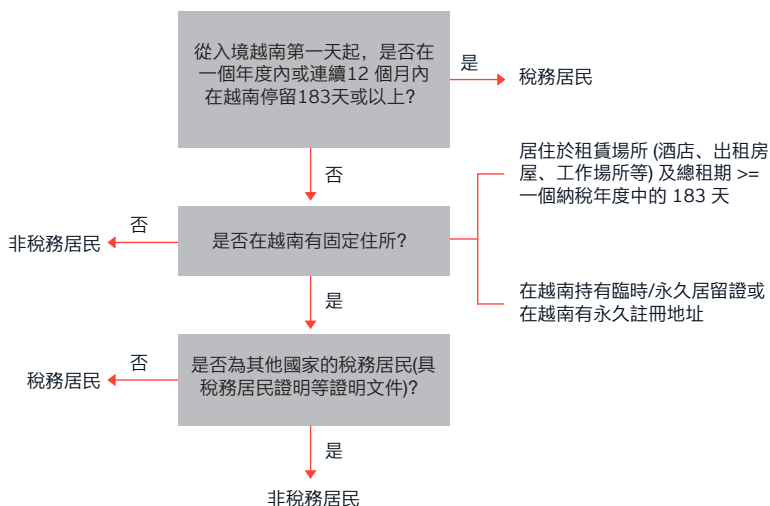 從入境越南第一天起，是否在
一個年度內或連續12 個月內
在越南停留183天或以上?
是
稅務居民
否
居住於租賃場所 (酒店、出租房
屋、工作場所等) 及總租期 >=
一個納稅年度中的 183 天
否
非稅務居民
是否在越南有固定住所?
在越南持有臨時/永久居留證或
在越南有永久註冊地址
是
否
稅務居民
是否為其他國家的稅務居民(具
稅務居民證明等證明文件)?
是
非稅務居民